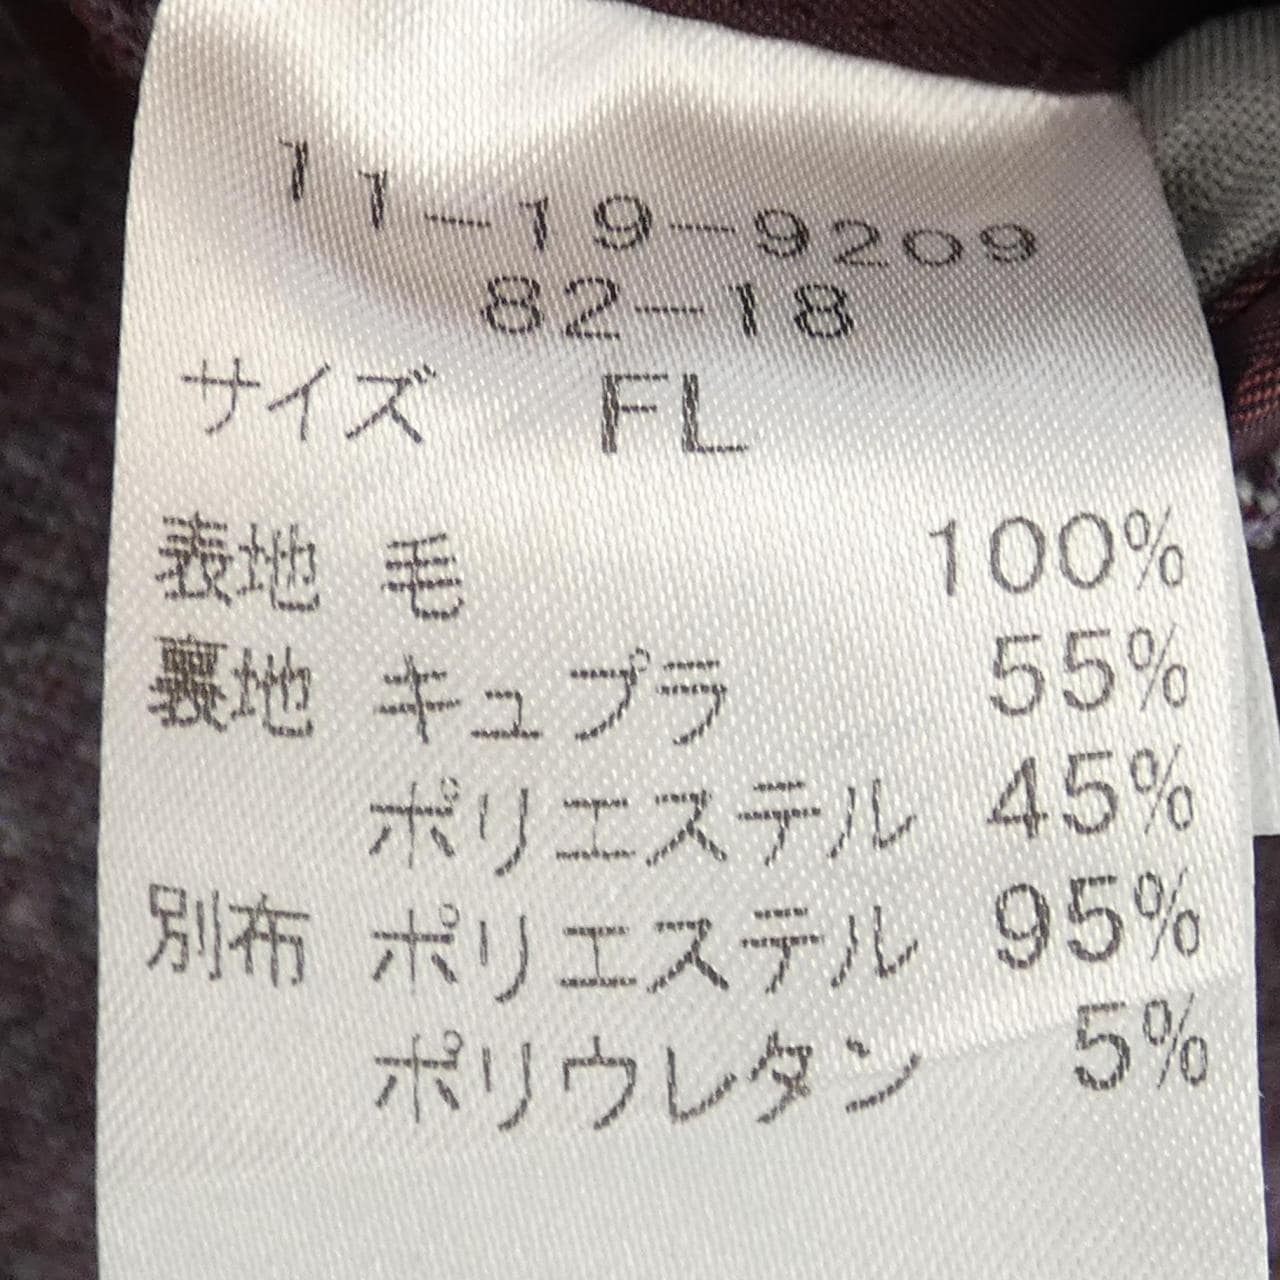 11-19-9209
82-18
サイズ FL
表地 毛 100%
裏地 キュプラ 55%
ポリエステル 45%
別布 ポリエステル 95%
ポリウレタン 5%